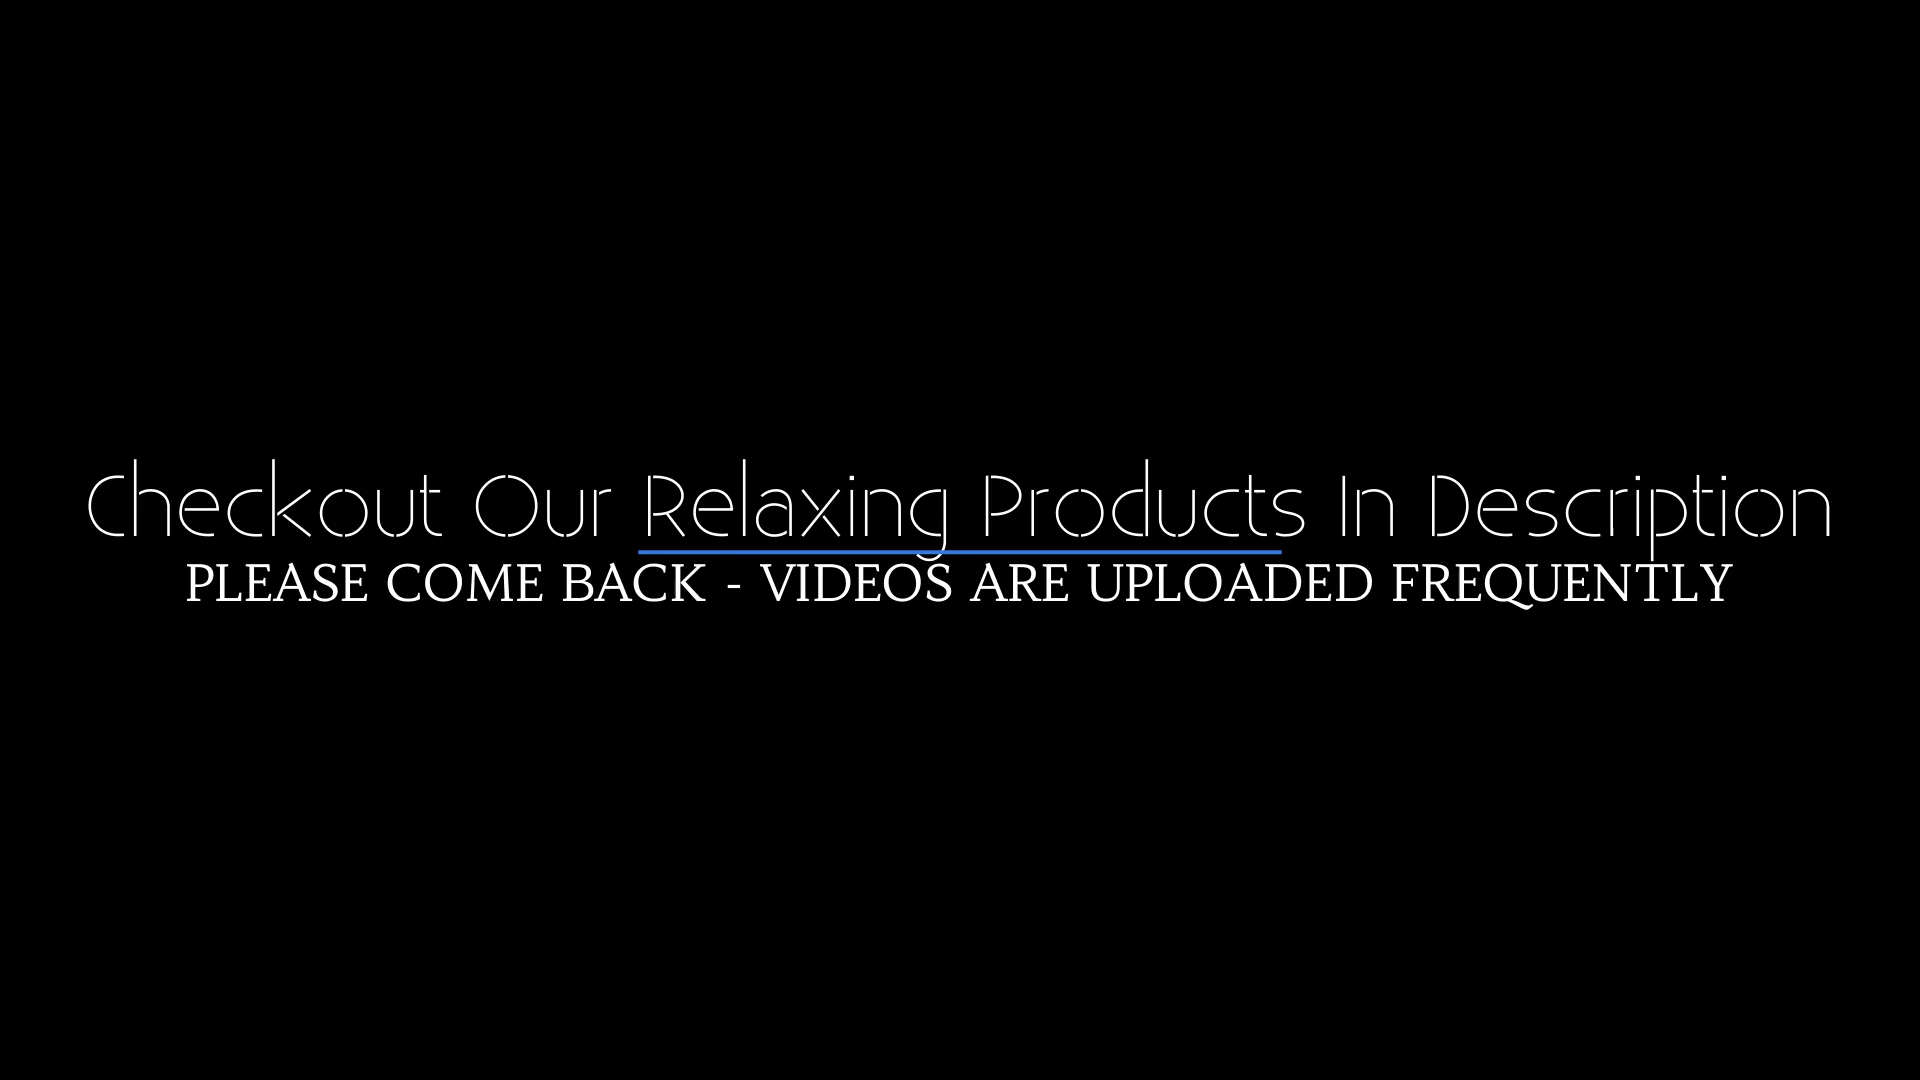 Checkout Our Relaxing Products In Description
PLEASE COME BACK - VIDEOS ARE UPLOADED FREQUENTLY